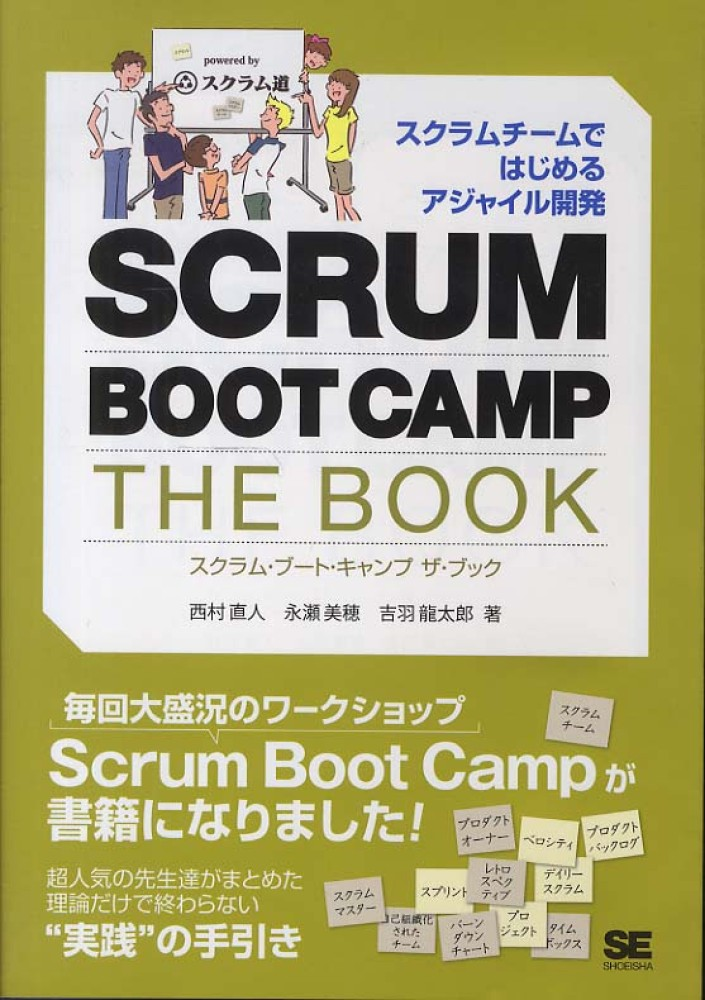 powered by
スクラム道
スクラムチームで
はじめる
アジャイル開発
SCRUM
BOOT CAMP
THE BOOK
スクラム・ブート・キャンプ ザ・ブック
西村 直人 永瀬 美穂 吉羽 龍太郎 著
毎回大盛況のワークショップ
Scrum Boot Campが
書籍になりました!
超人気の先生達がまとめた
理論だけで終わらない
“実践”の手引き
スクラム
チーム
プロダクト
オーナー
ベロシティ
プロダクト
バックログ
レトロ
スペク
ティブ
デイリー
スクラム
スクラム
マスター
スプリント
自己組織化
された
チーム
バーン
ダウン
チャート
プロ
ジェクト
タイム
ボックス
SE
SHOEISHA